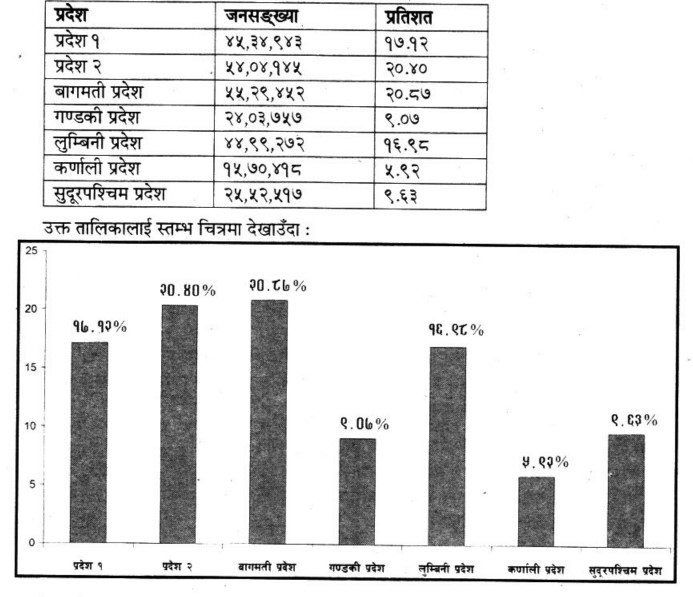 प्रदेश जनसङ्ख्या प्रतिशत
प्रदेश १ ४५,३४,९४३ १७.१२
प्रदेश २ ५४,०४,१४५ २०.४०
बागमती प्रदेश ५५,२९,४५२ २०.८७
गण्डकी प्रदेश २४,०३,७५७ ९.०७
लुम्बिनी प्रदेश ४४,९९,२७२ १६.९८
कर्णाली प्रदेश १५,७०,४१८ ५.९२
सुदूरपश्चिम प्रदेश २५,५२,५१७ ९.६३
उक्त तालिकालाई स्तम्भ चित्रमा देखाउँदा :
25
20
15
10
5
0
१७.१२%
२०.४०%
२०.८७%
९.०७%
१६.९८%
५.९२%
९.६३%
प्रदेश १ प्रदेश २ बागमती प्रदेश गण्डकी प्रदेश लुम्बिनी प्रदेश कर्णाली प्रदेश सुदूरपश्चिम प्रदेश